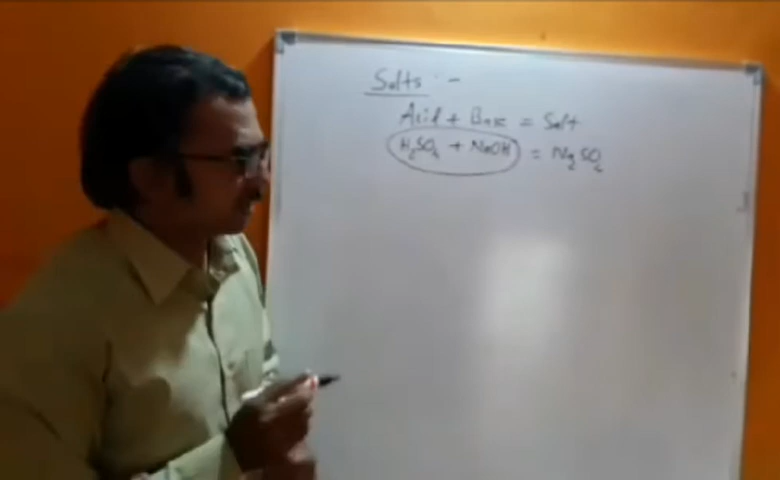 Salts :-
Acid + Base = Salt
H₂SO₄ + NaOH = Na₂SO₄